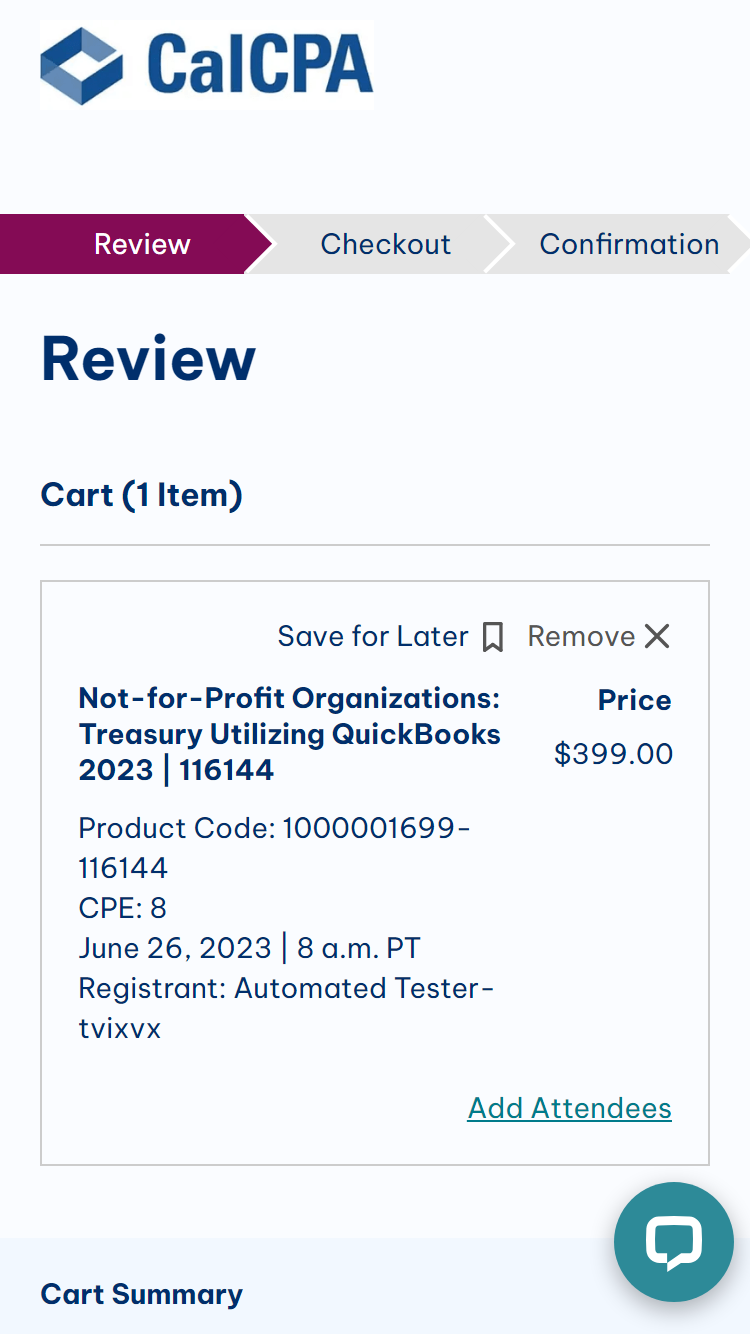 CalCPA
Review
Checkout
Confirmation
Review
Cart (1 Item)
Save for Later
Remove
Not-for-Profit Organizations:
Treasury Utilizing QuickBooks
2023 | 116144
Price
$399.00
Product Code: 1000001699-
116144
CPE: 8
June 26, 2023 | 8 a.m. PT
Registrant: Automated Tester-
tvixvx
Add Attendees
Cart Summary